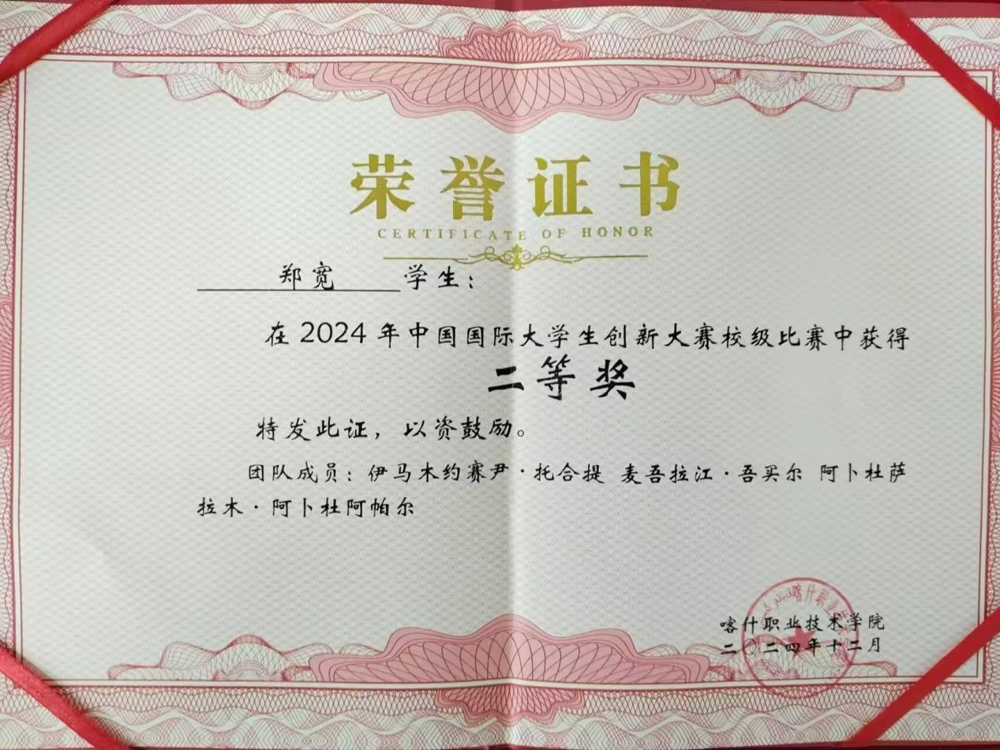 荣誉证书
CERTIFICATE OF HONOR
郑宽 学生：
在2024年中国国际大学生创新大赛校级比赛中获得
二等奖
特发此证，以资鼓励。
团队成员：伊马木约赛尹·托合提 麦吾拉江·吾买尔 阿卜杜萨
拉木·阿卜杜阿帕尔
喀什职业技术学院
二〇二四年十二月